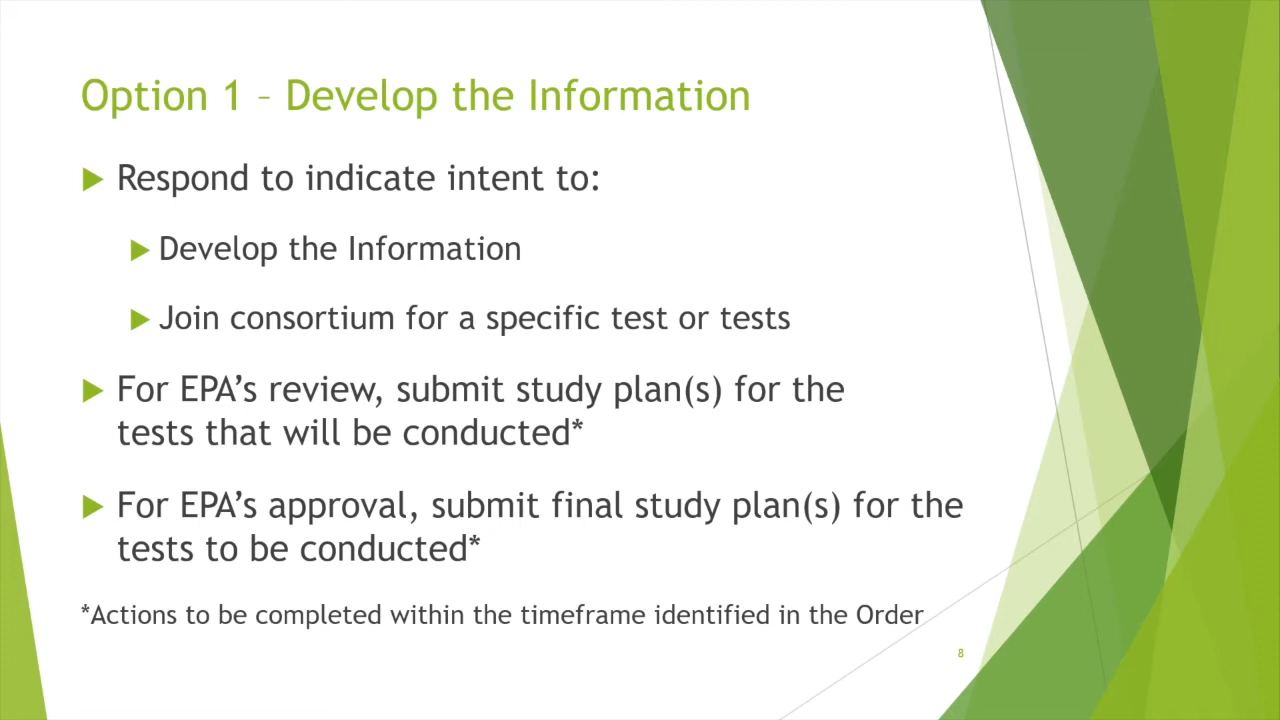 Option 1 – Develop the Information
Respond to indicate intent to:
Develop the Information
Join consortium for a specific test or tests
For EPA’s review, submit study plan(s) for the
tests that will be conducted*
For EPA’s approval, submit final study plan(s) for the
tests to be conducted*
*Actions to be completed within the timeframe identified in the Order
8